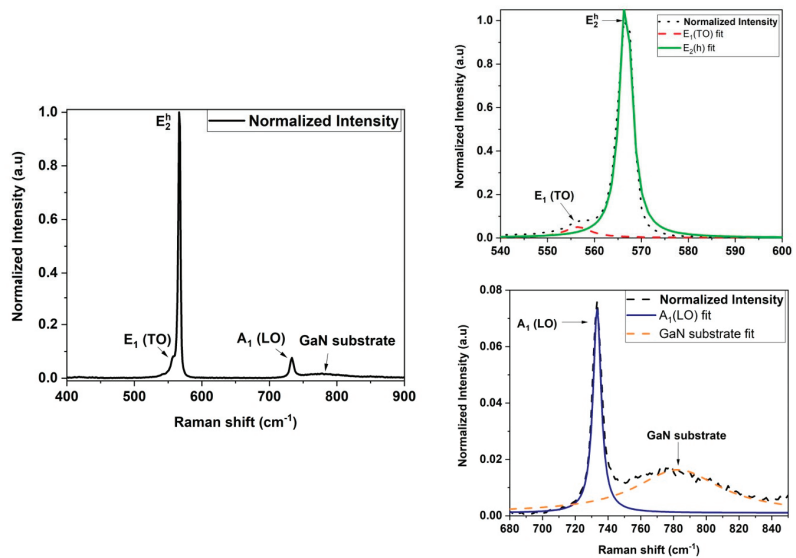 Normalized Intensity (a.u)
1.0
0.8
0.6
0.4
0.2
0.0
E₂ʰ
Normalized Intensity
E₁ (TO)
A₁ (LO)
GaN substrate
400 500 600 700 800 900
Raman shift (cm⁻¹)
Normalized Intensity (a.u)
1.0
0.8
0.6
0.4
0.2
0.0
E₂ʰ
Normalized Intensity
E₁(TO) fit
E₂(h) fit
E₁ (TO)
540 550 560 570 580 590 600
Normalized Intensity (a.u)
0.08
0.06
0.04
0.02
0.00
A₁ (LO)
Normalized Intensity
A₁(LO) fit
GaN substrate fit
GaN substrate
680 700 720 740 760 780 800 820 840
Raman shift (cm⁻¹)